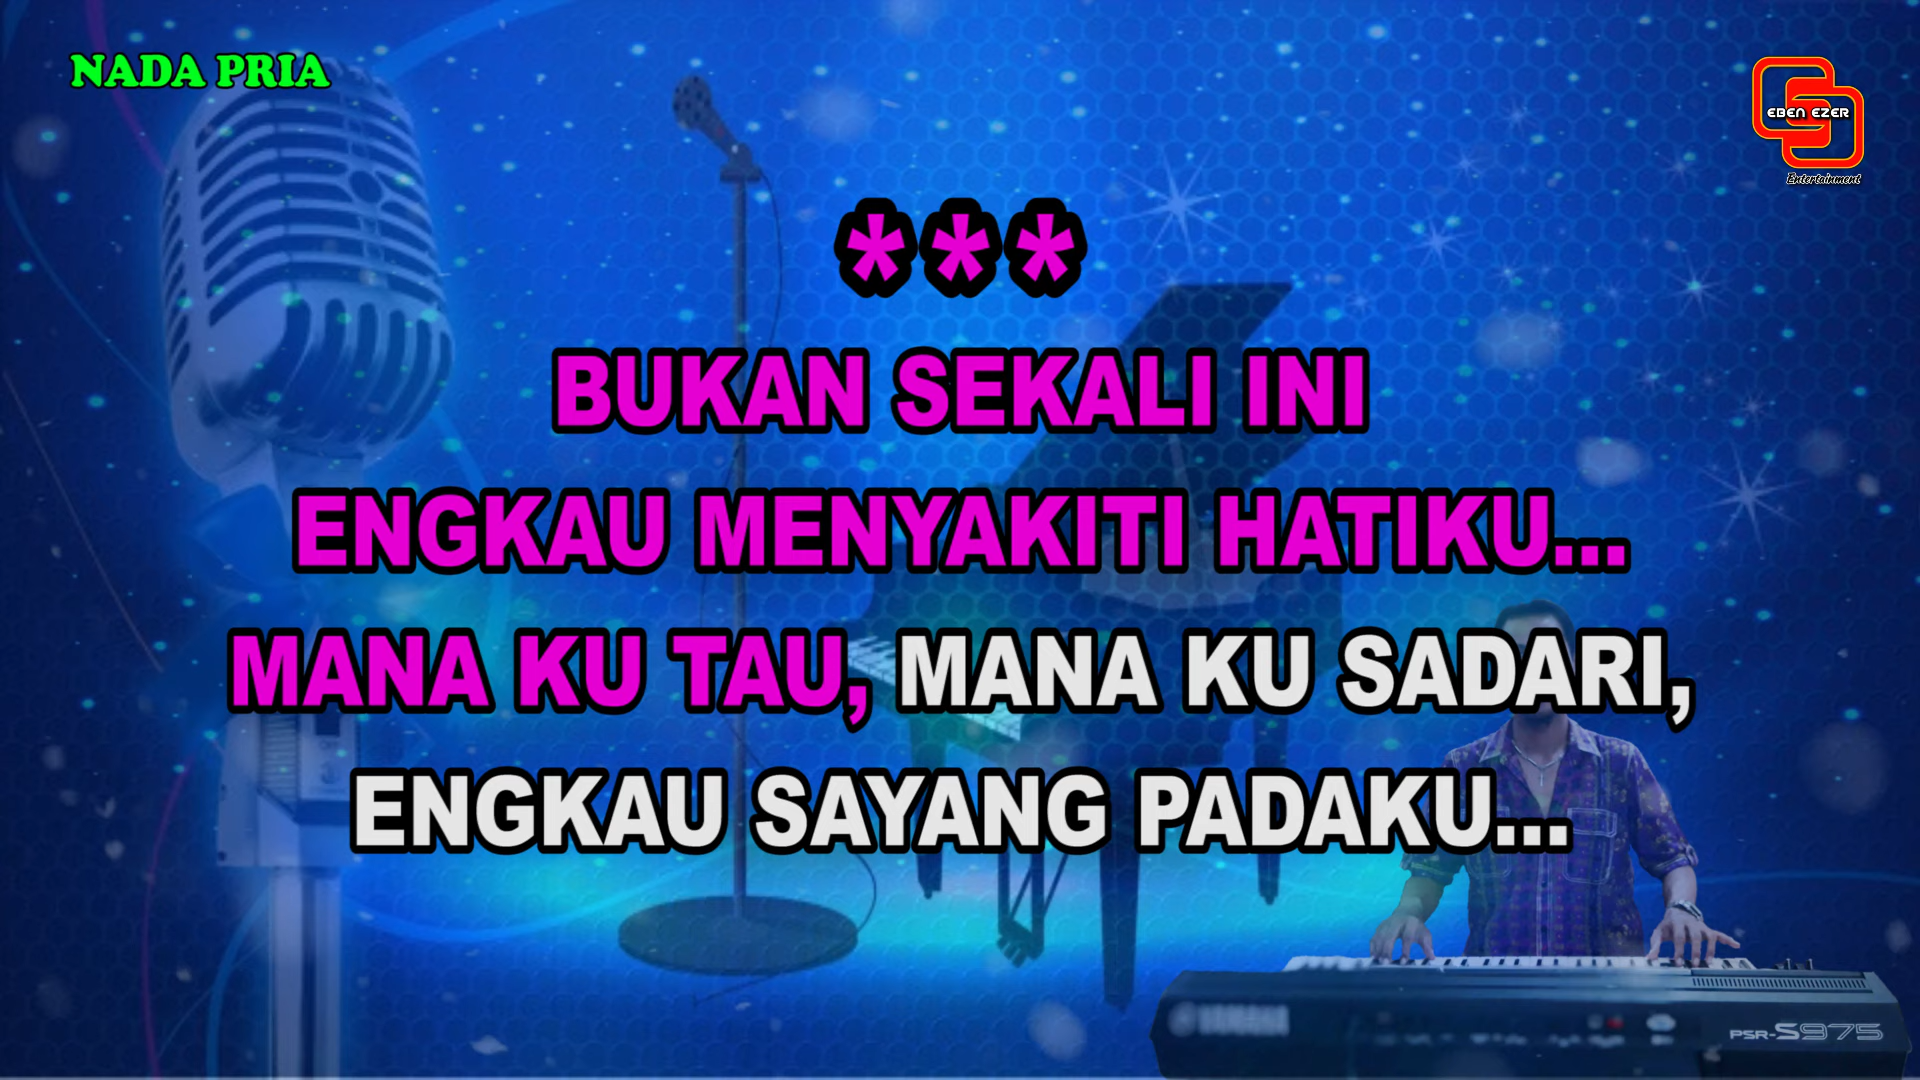 NADA PRIA
EBEN EZER
Entertainment
***
BUKAN SEKALI INI
ENGKAU MENYAKITI HATIKU...
MANA KU TAU, MANA KU SADARI,
ENGKAU SAYANG PADAKU...
PSR-S975